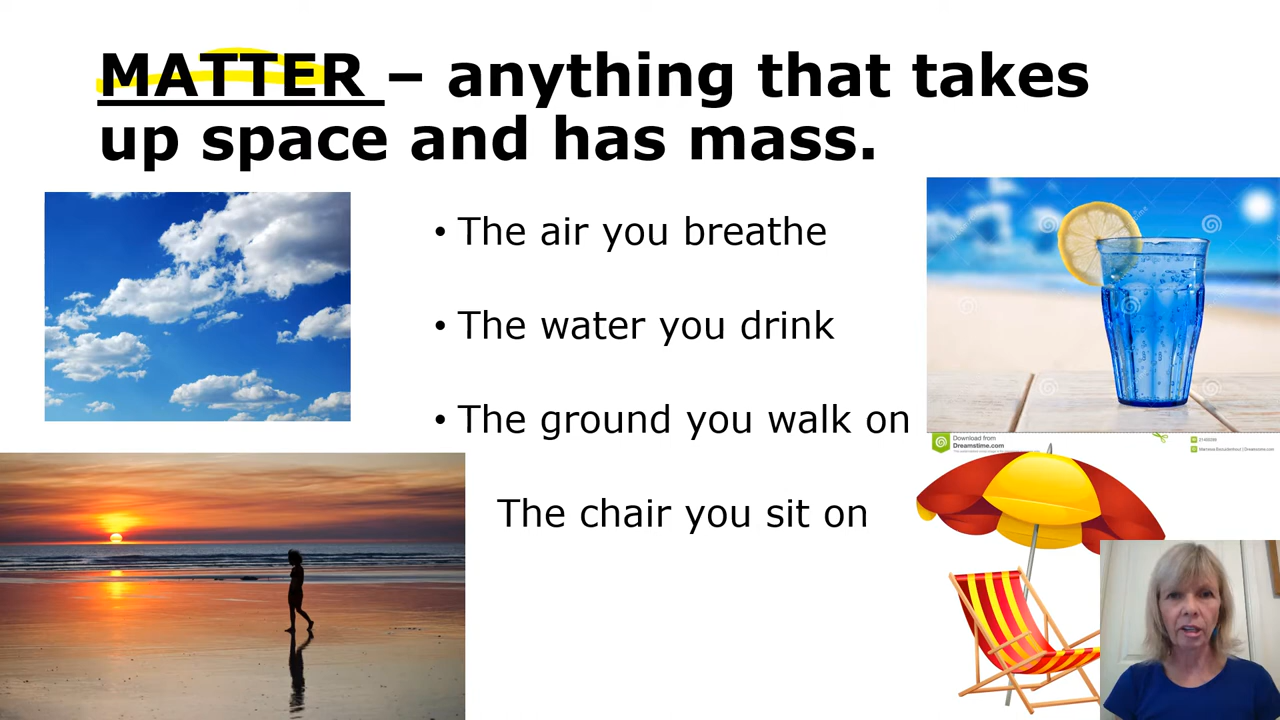 MATTER – anything that takes
up space and has mass.
• The air you breathe
• The water you drink
• The ground you walk on
The chair you sit on
Download from
Dreamstime.com